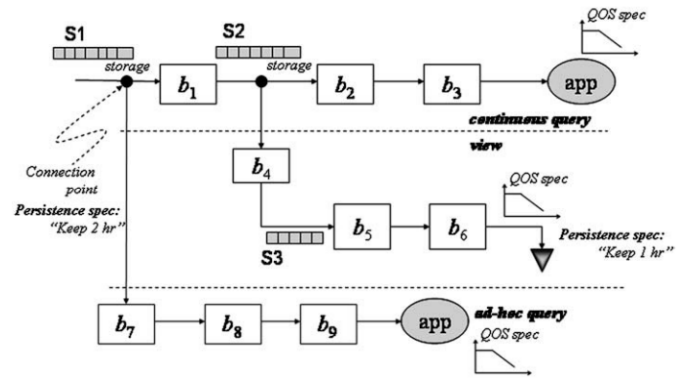 QOS spec
S1
S2
storage
storage
b1
b2
b3
app
continuous query
view
Connection
point
b4
QOS spec
Persistence spec:
"Keep 2 hr"
b5
b6
Persistence spec:
"Keep 1 hr"
S3
ad-hoc query
b7
b8
b9
app
QOS spec